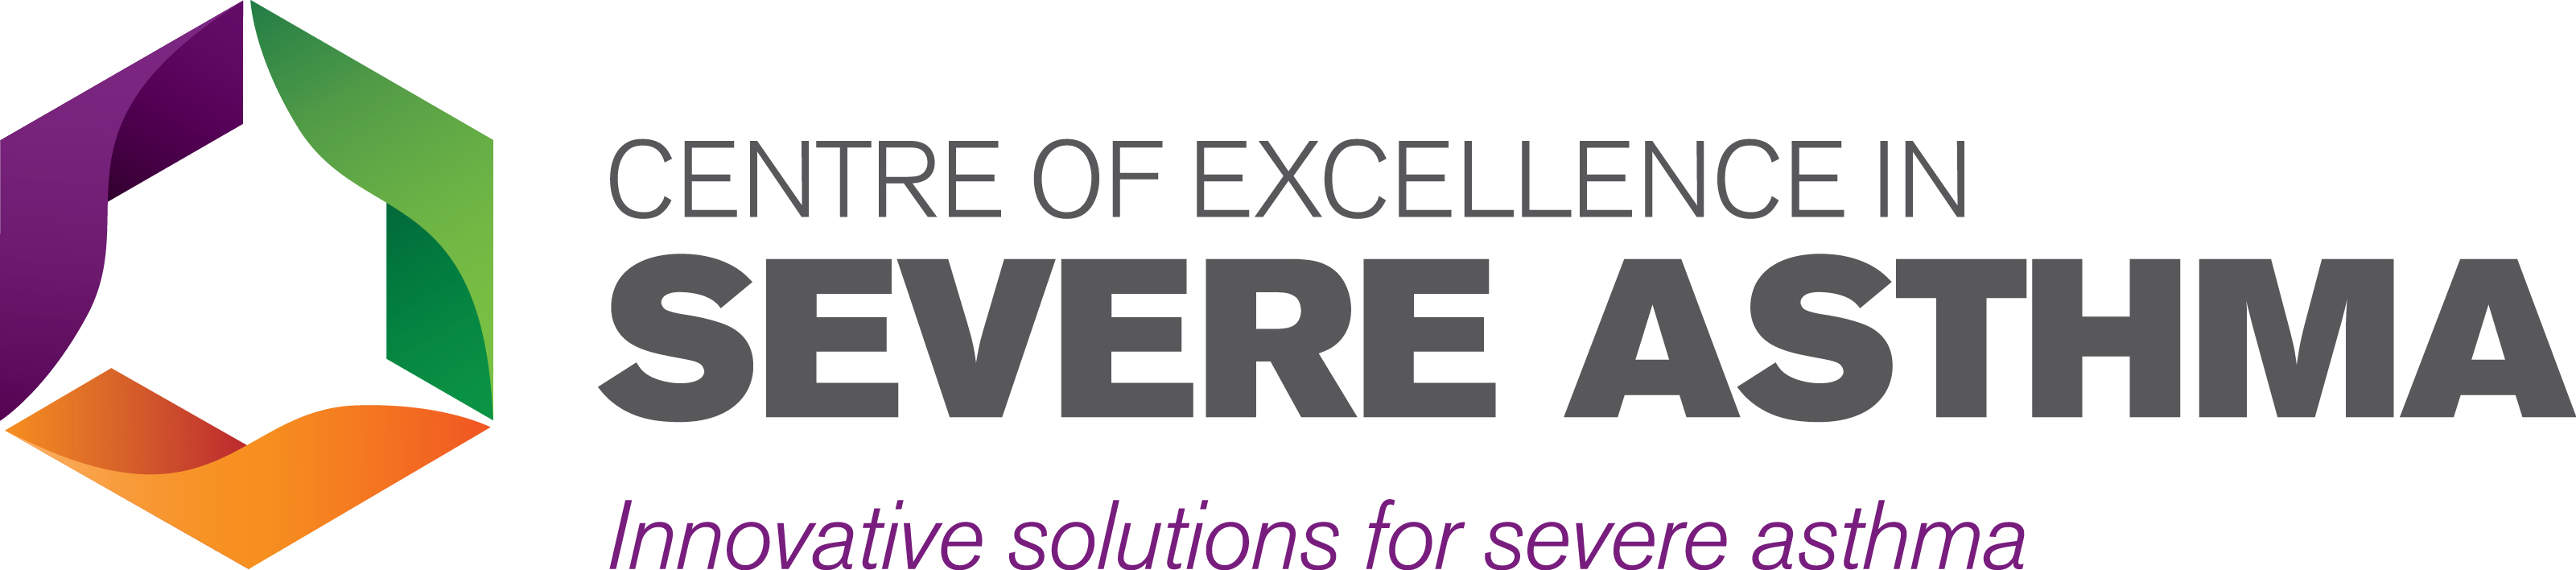 CENTRE OF EXCELLENCE IN
SEVERE ASTHMA
Innovative solutions for severe asthma